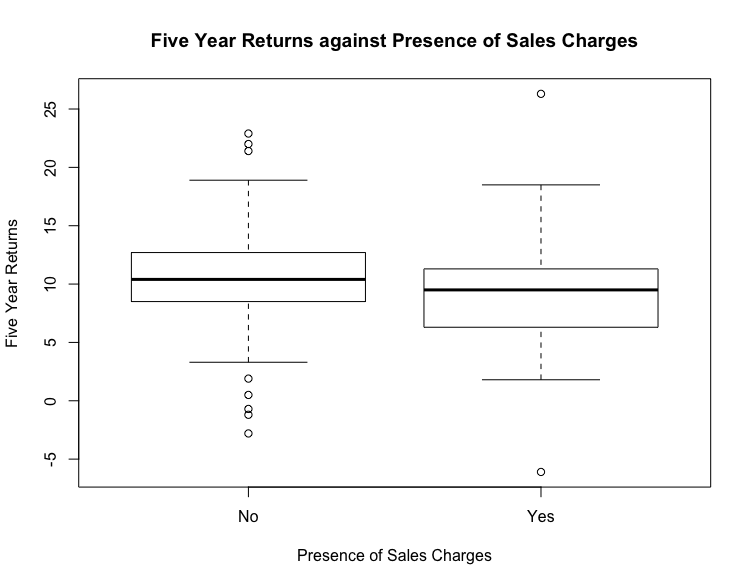 Five Year Returns against Presence of Sales Charges
Five Year Returns
25
20
15
10
5
0
-5
No Yes
Presence of Sales Charges